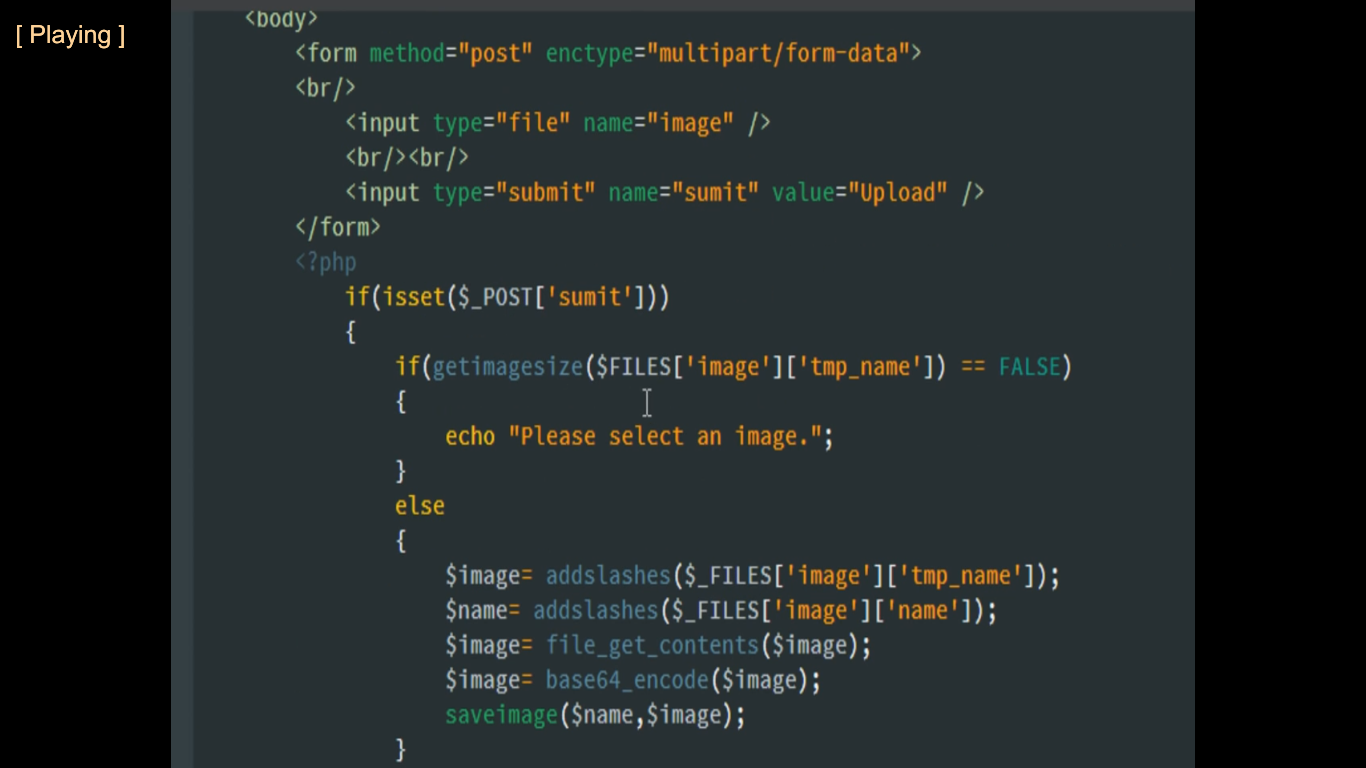 [ Playing ]
<body>
<form method="post" enctype="multipart/form-data">
<br/>
<input type="file" name="image" />
<br/><br/>
<input type="submit" name="sumit" value="Upload" />
</form>
<?php
if(isset($_POST['sumit']))
{
if(getimagesize($FILES['image']['tmp_name']) == FALSE)
{
echo "Please select an image.";
}
else
{
$image= addslashes($_FILES['image']['tmp_name']);
$name= addslashes($_FILES['image']['name']);
$image= file_get_contents($image);
$image= base64_encode($image);
saveimage($name,$image);
}